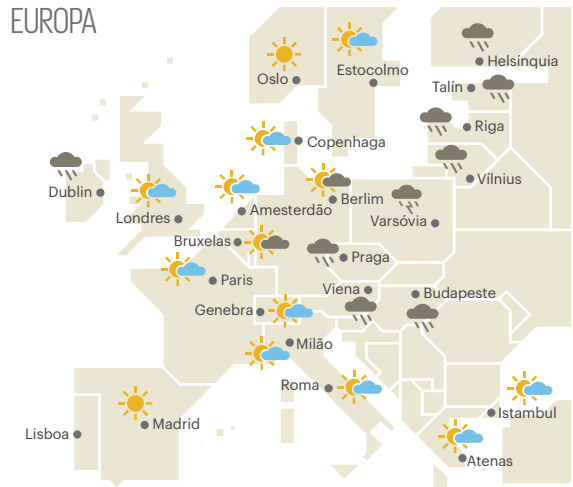 EUROPA
Oslo
Estocolmo
Helsínquia
Talín
Riga
Copenhaga
Vilnius
Dublin
Londres
Amesterdão
Berlim
Varsóvia
Bruxelas
Praga
Paris
Viena
Budapeste
Genebra
Milão
Roma
Madrid
Istambul
Lisboa
Atenas